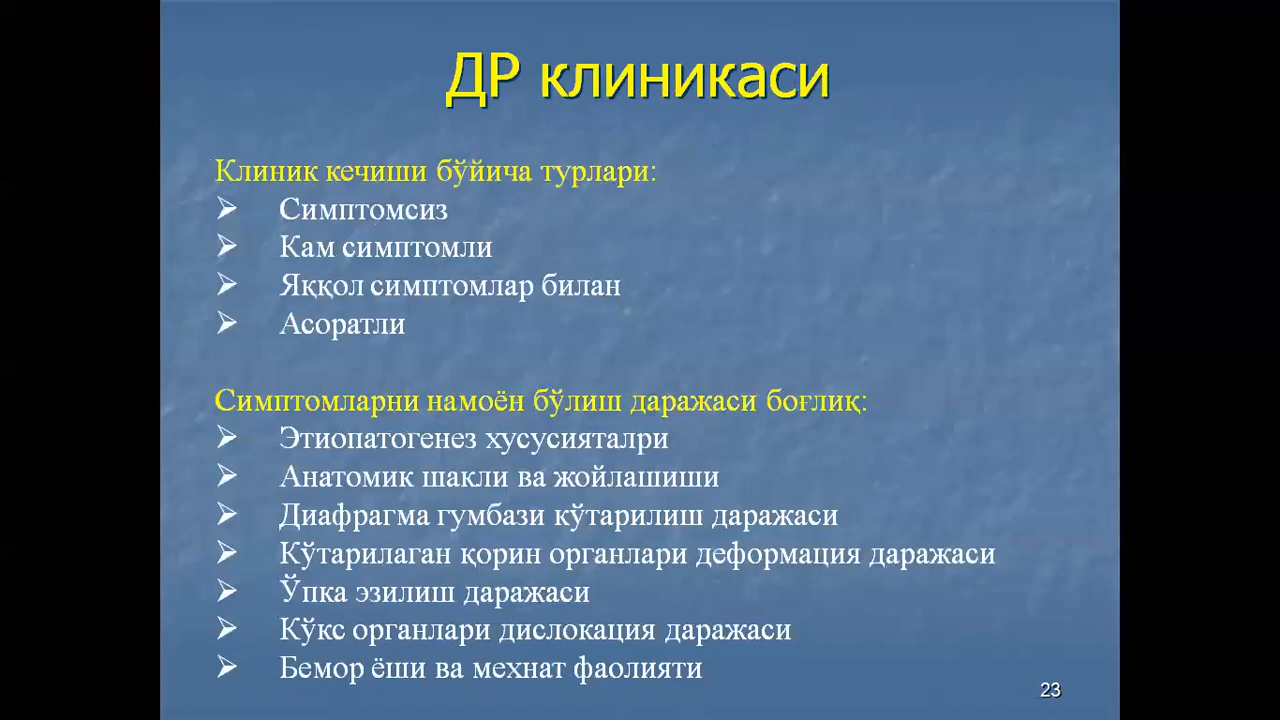 ДР клиникаси
Клиник кечиши бўйича турлари:
Симптомсиз
Кам симптомли
Яққол симптомлар билан
Асоратли
Симптомларни намоён бўлиш даражаси боғлиқ:
Этиопатогенез хусусияталри
Анатомик шакли ва жойлашиши
Диафрагма гумбази кўтарилиш даражаси
Кўтарилаган қорин органлари деформация даражаси
Ўпка эзилиш даражаси
Кўкс органлари дислокация даражаси
Бемор ёши ва мехнат фаолияти
23